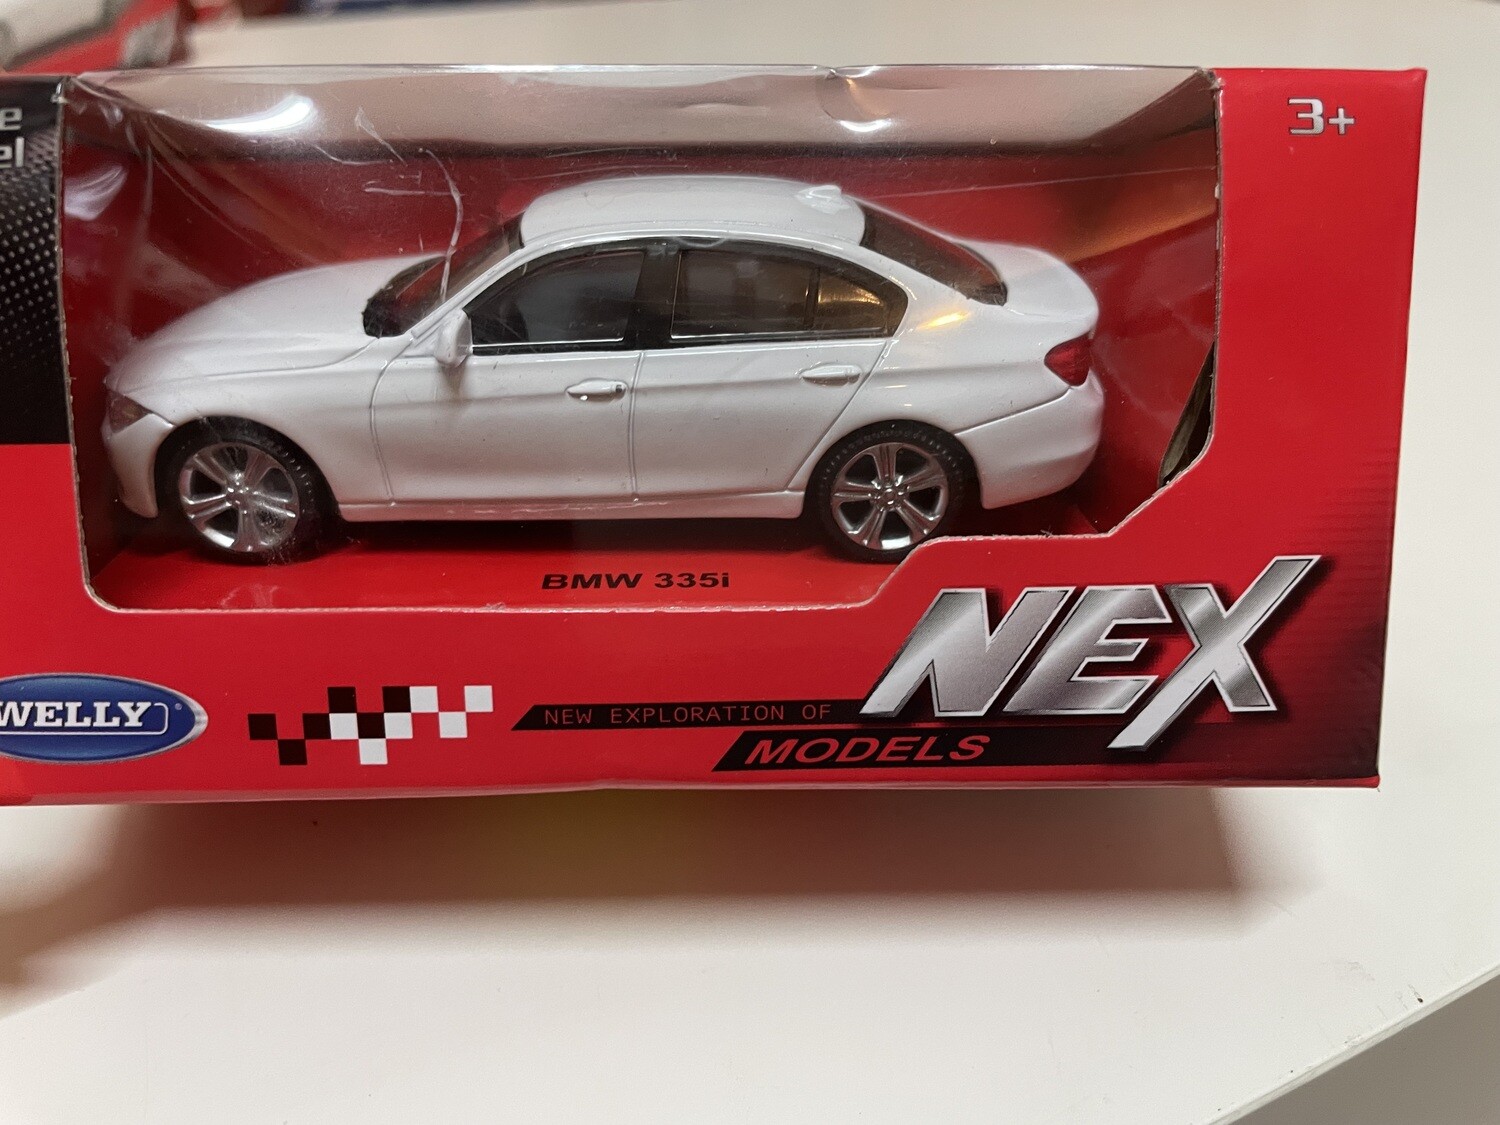 3+
BMW 335i
WELLY
NEW EXPLORATION OF
NEX
MODELS